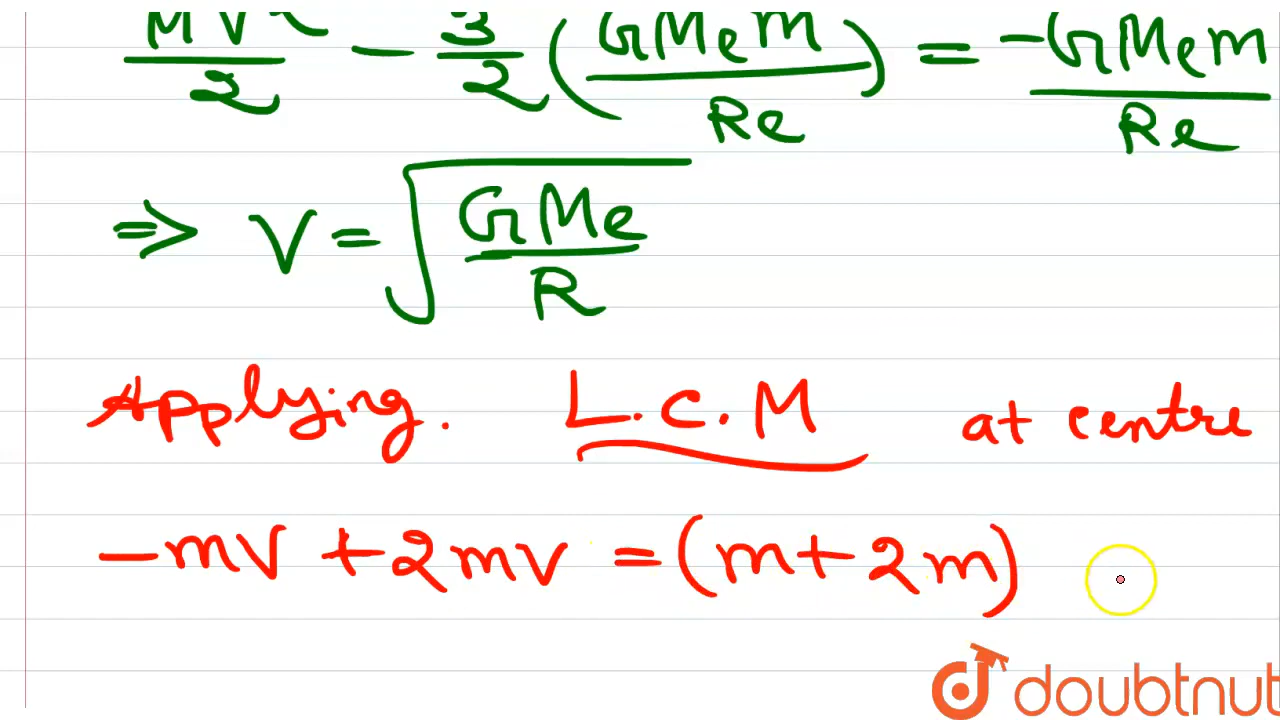 MV²/2 - 3/2 (GMem/Re) = -GMem/Re
⇒ V = √(GMe/R)
Applying. L.C.M at centre
-mv + 2mv = (m+2m)
doubtnut